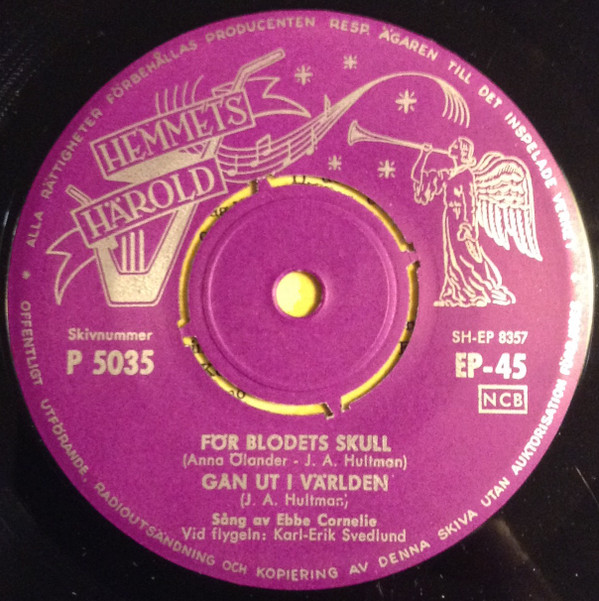 ALLA RÄTTIGHETER FÖRBEHÅLLAS PRODUCENTEN RESP. ÄGAREN TILL DET INSPELADE VERKET
HEMMETS
HÄROLD
Skivnummer
P 5035
SH-EP 8357
EP-45
NCB
FÖR BLODETS SKULL
(Anna Ölander - J. A. Hultman)
GÅN UT I VÄRLDEN
(J. A. Hultman)
Sång av Ebbe Cornelie
Vid flygeln: Karl-Erik Svedlund
OFFENTLIGT UTFÖRANDE, RADIOUTSÄNDNING OCH KOPIERING AV DENNA SKIVA UTAN AUKTORISATION FÖRBJUDES